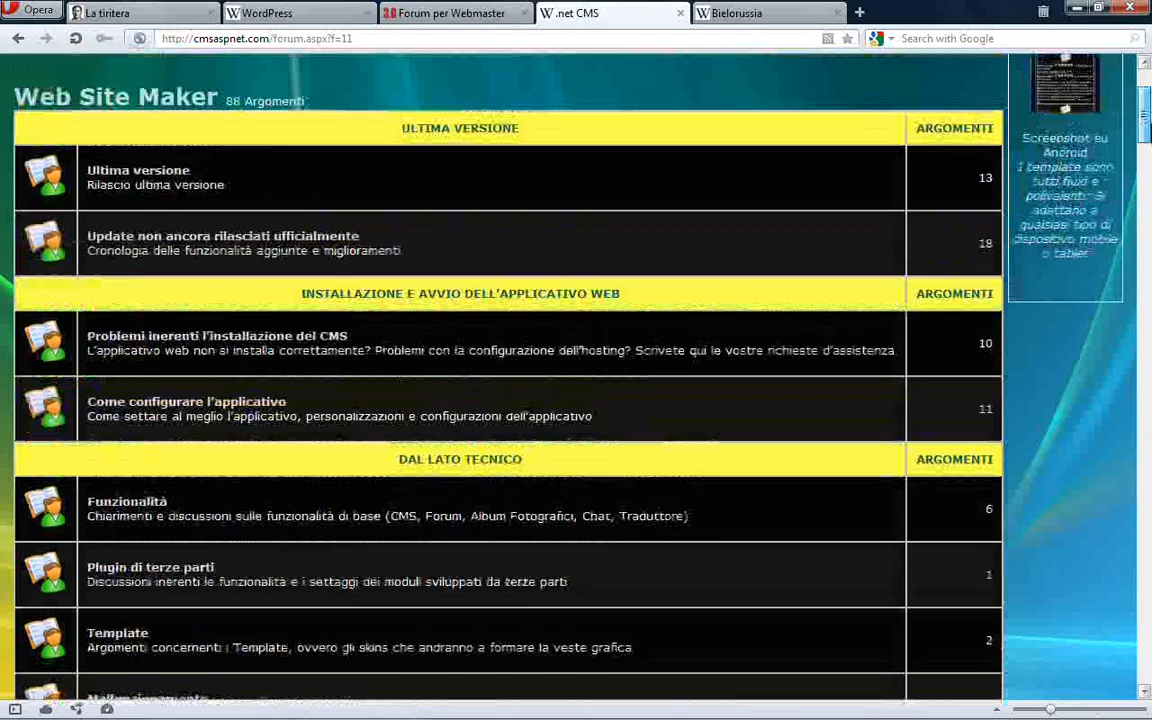 Opera
La tiritera
WordPress
Forum per Webmaster
.net CMS
Bielorussia
http://cmsaspnet.com/forum.aspx?f=11
Search with Google
Web Site Maker 88 Argomenti
ULTIMA VERSIONE ARGOMENTI
Ultima versione
Rilascio ultima versione
13
Update non ancora rilasciati ufficialmente
Cronologia delle funzionalità aggiunte e miglioramenti
18
INSTALLAZIONE E AVVIO DELL'APPLICATIVO WEB ARGOMENTI
Problemi inerenti l'installazione del CMS
L'applicativo web non si installa correttamente? Problemi con la configurazione dell'hosting? Scrivete qui le vostre richieste d'assistenza
10
Come configurare l'applicativo
Come settare al meglio l'applicativo, personalizzazioni e configurazioni dell'applicativo
11
DAL LATO TECNICO ARGOMENTI
Funzionalità
Chiarimenti e discussioni sulle funzionalità di base (CMS, Forum, Album Fotografici, Chat, Traduttore)
6
Plugin di terze parti
Discussioni inerenti le funzionalità e i settaggi dei moduli sviluppati da terze parti
1
Template
Argomenti concernenti i Template, ovvero gli skins che andranno a formare la veste grafica
2
Screenshot su
Android
I template sono
tutti fluid e
polivalenti. Si
adattano a
qualsiasi tipo di
dispositivo mobile
o tablet